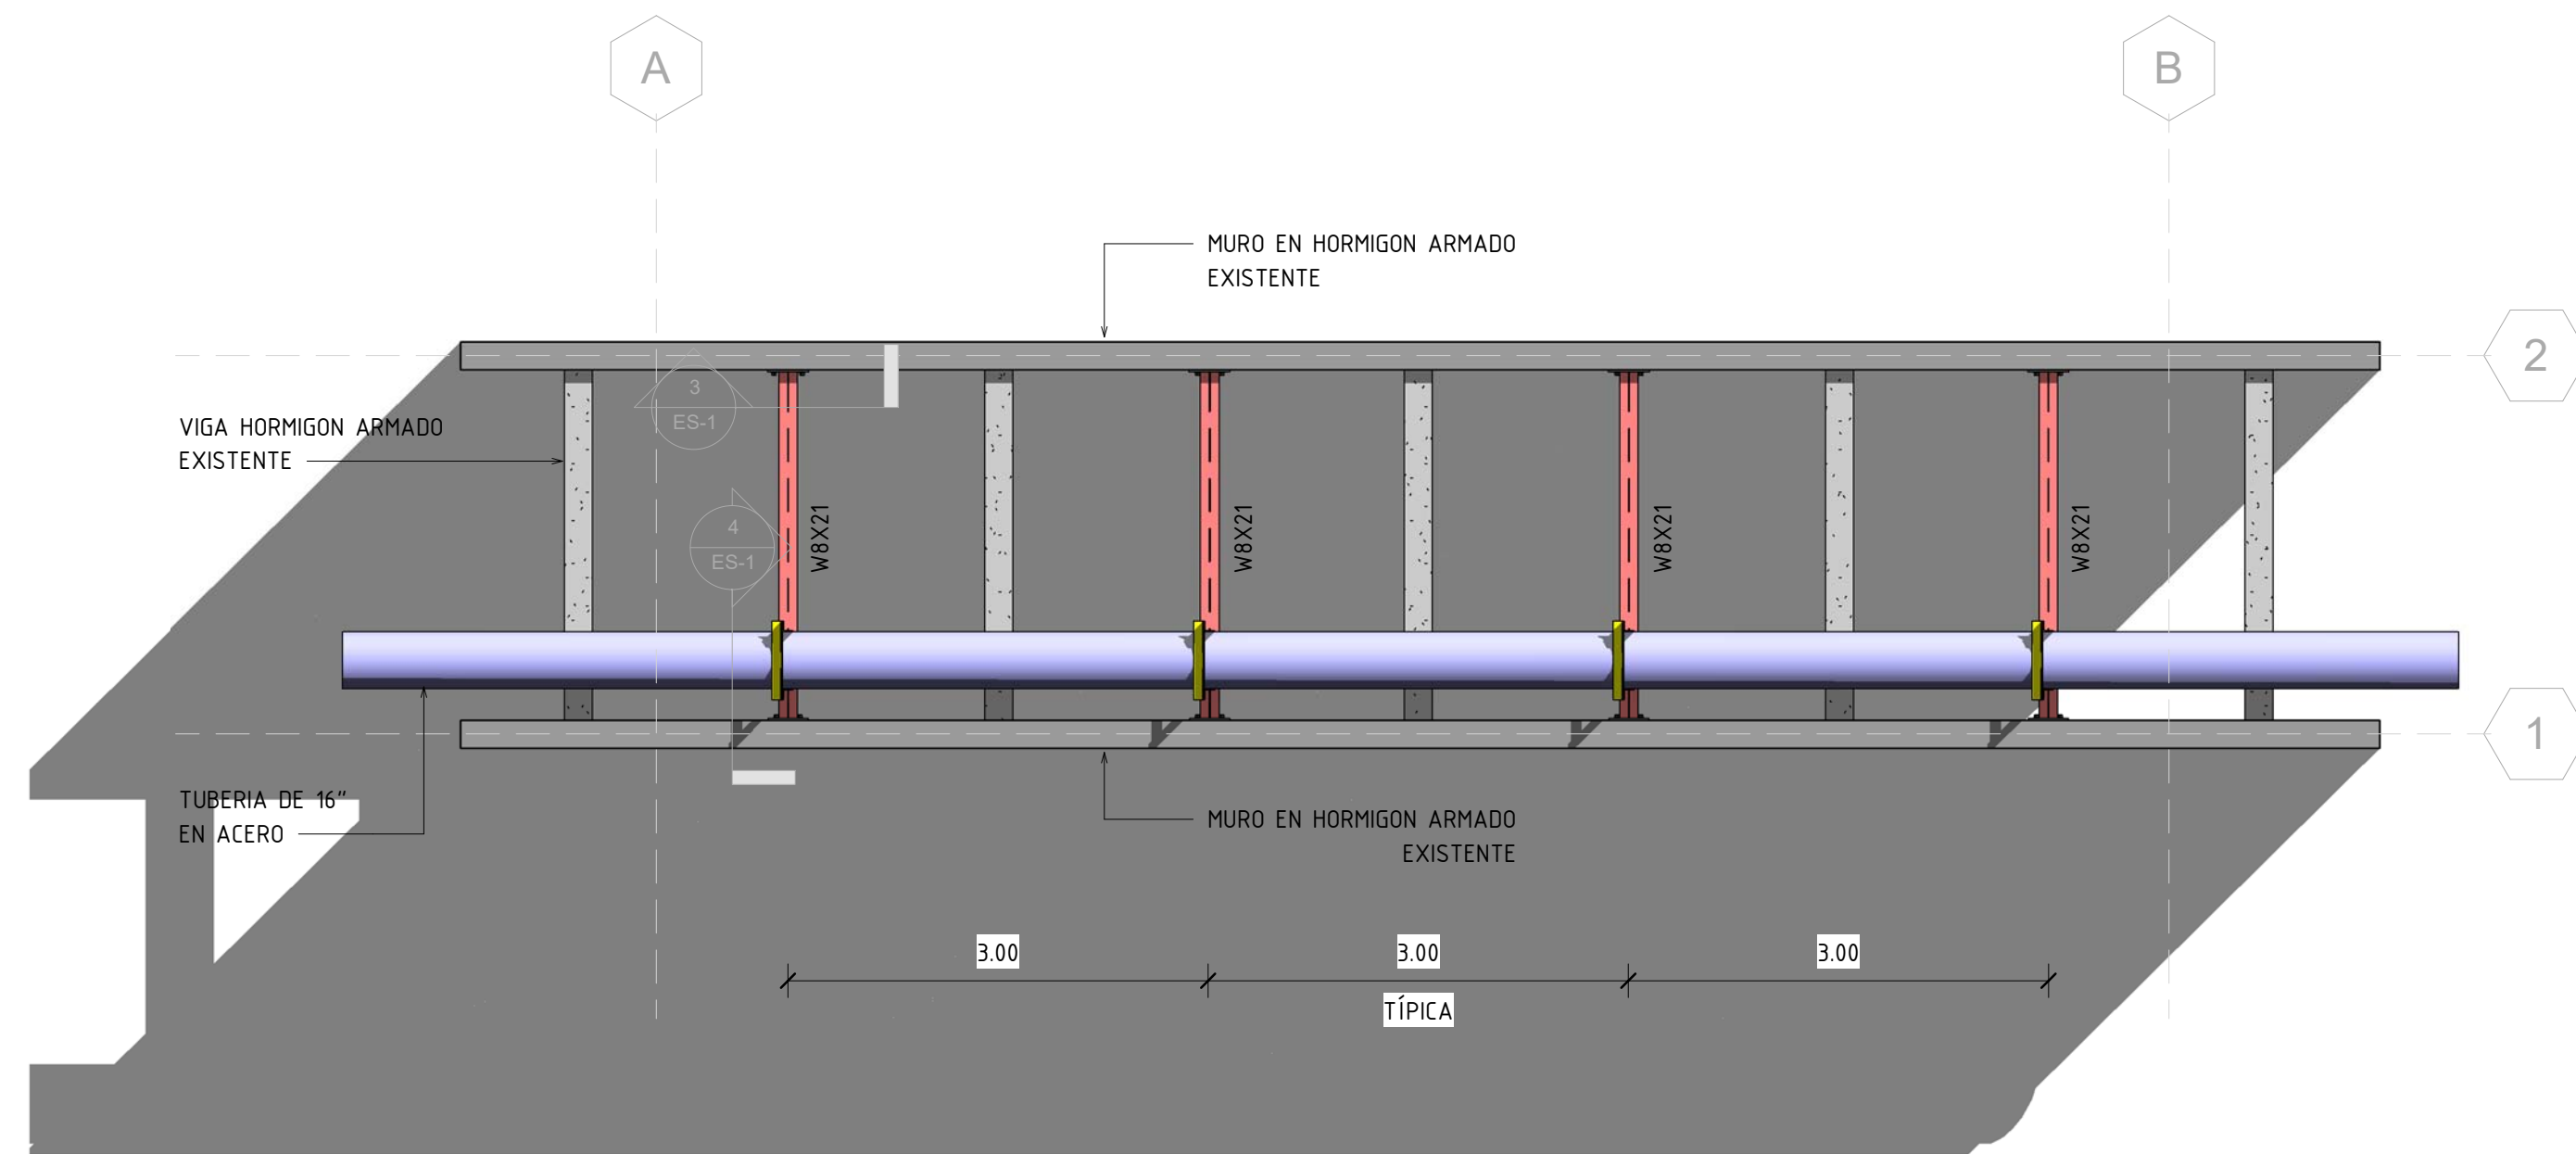 A
B
MURO EN HORMIGON ARMADO
EXISTENTE
2
3
ES-1
VIGA HORMIGON ARMADO
EXISTENTE
4
ES-1
W8X21
W8X21
W8X21
W8X21
1
TUBERIA DE 16"
EN ACERO
MURO EN HORMIGON ARMADO
EXISTENTE
3.00
3.00
3.00
TÍPICA